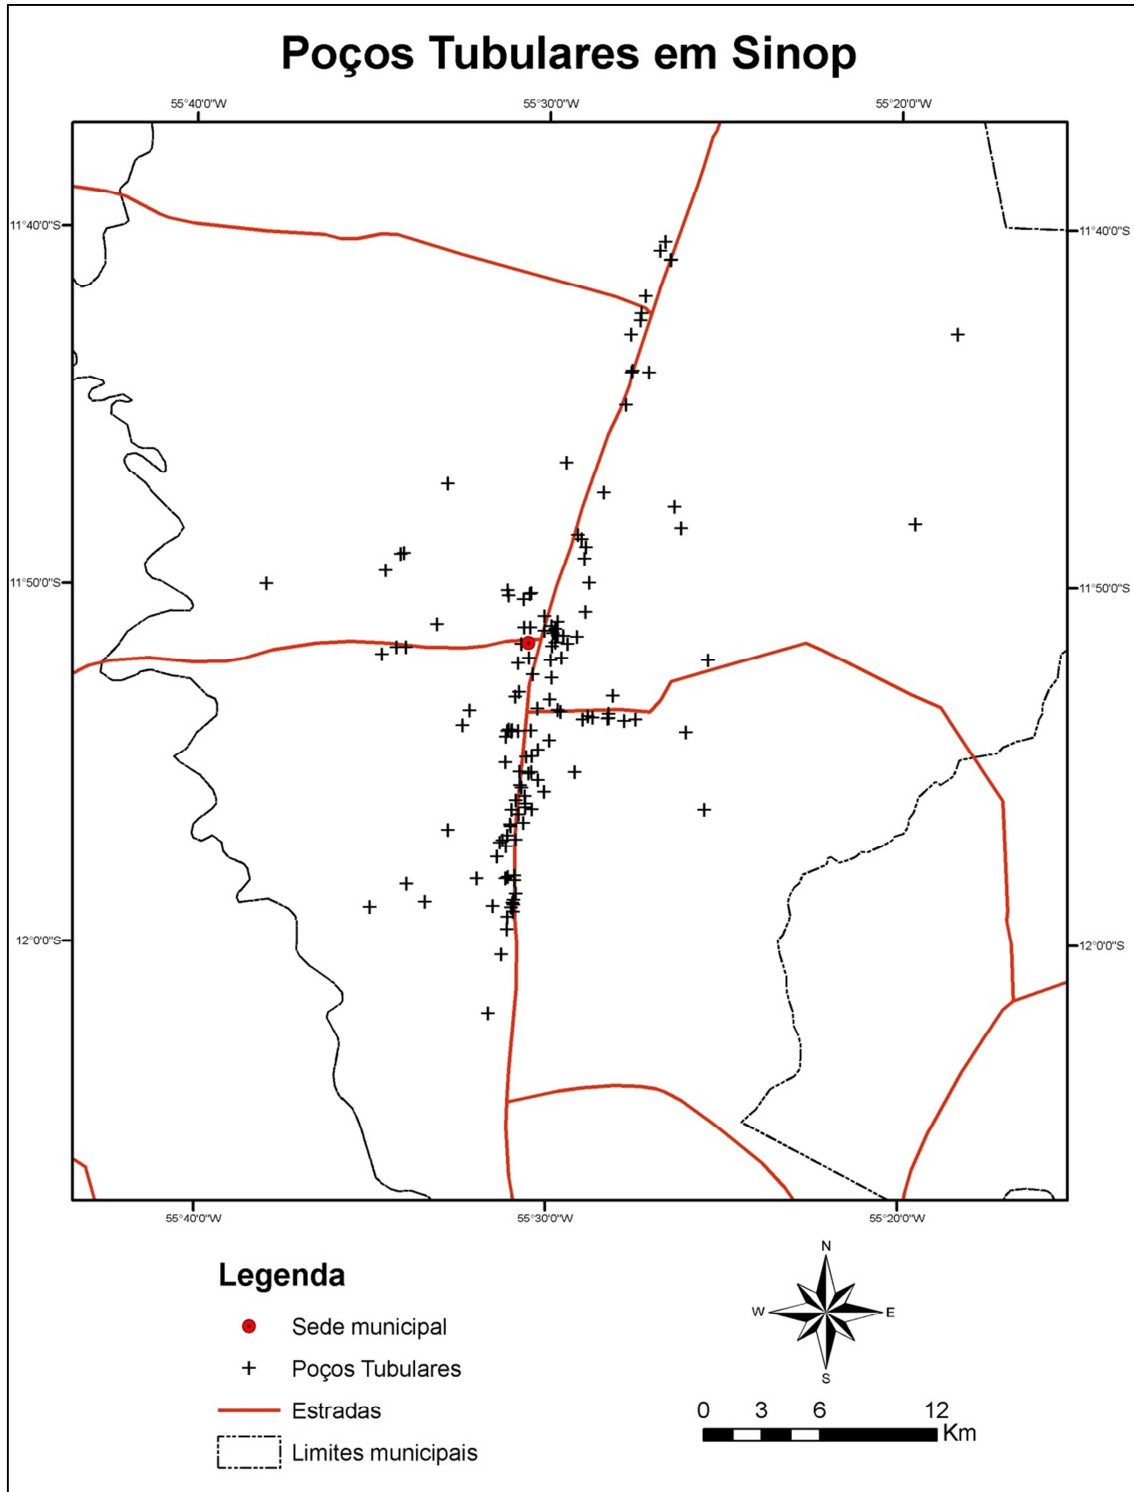 Poços Tubulares em Sinop
55°40'0"W
55°30'0"W
55°20'0"W
11°40'0"S
11°40'0"S
11°50'0"S
11°50'0"S
12°0'0"S
12°0'0"S
55°40'0"W
55°30'0"W
55°20'0"W
Legenda
Sede municipal
Poços Tubulares
Estradas
Limites municipais
N
W
E
S
0 3 6 12
Km